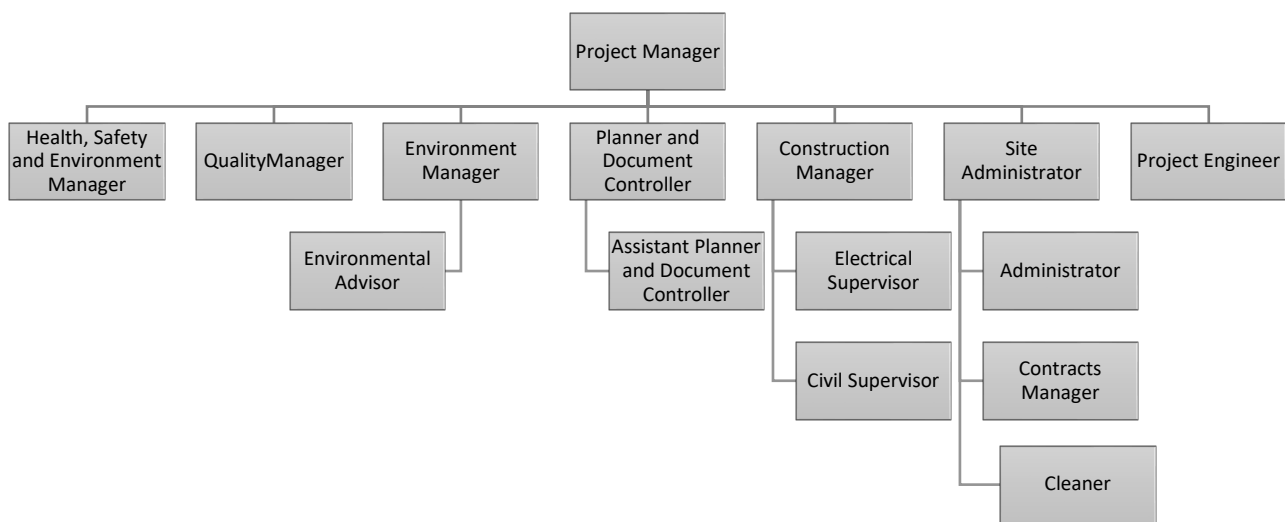 Project Manager
Health, Safety
and Environment
Manager
QualityManager
Environment
Manager
Planner and
Document
Controller
Construction
Manager
Site
Administrator
Project Engineer
Environmental
Advisor
Assistant Planner
and Document
Controller
Electrical
Supervisor
Administrator
Civil Supervisor
Contracts
Manager
Cleaner